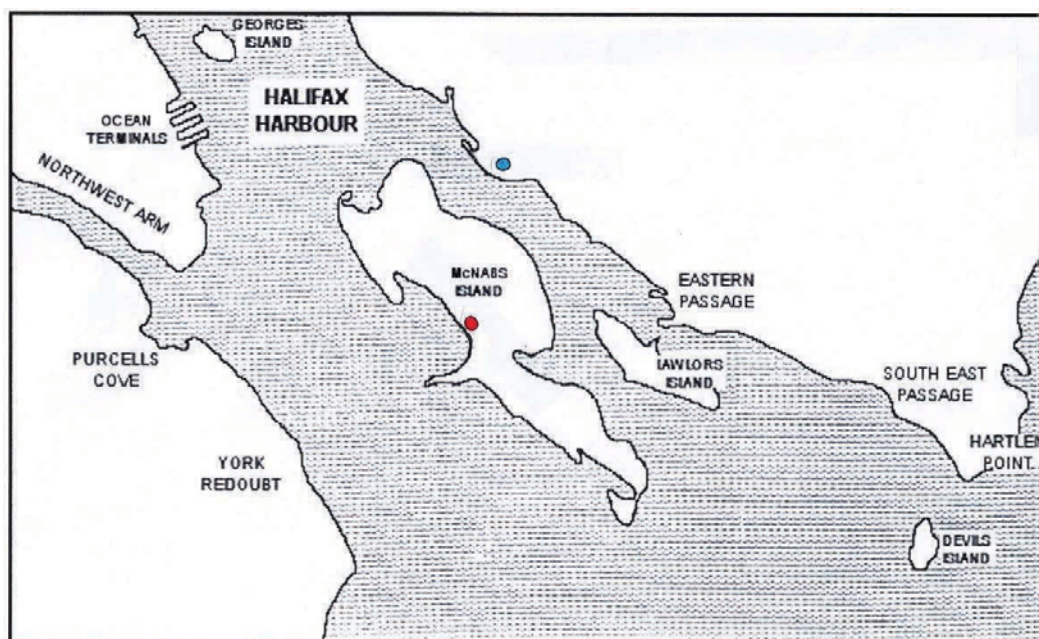 GEORGES
ISLAND
HALIFAX
HARBOUR
OCEAN
TERMINALS
NORTHWEST ARM
McNABS
ISLAND
EASTERN
PASSAGE
PURCELLS
COVE
LAWLORS
ISLAND
SOUTH EAST
PASSAGE
HARTLEN
POINT
YORK
REDOUBT
DEVILS
ISLAND